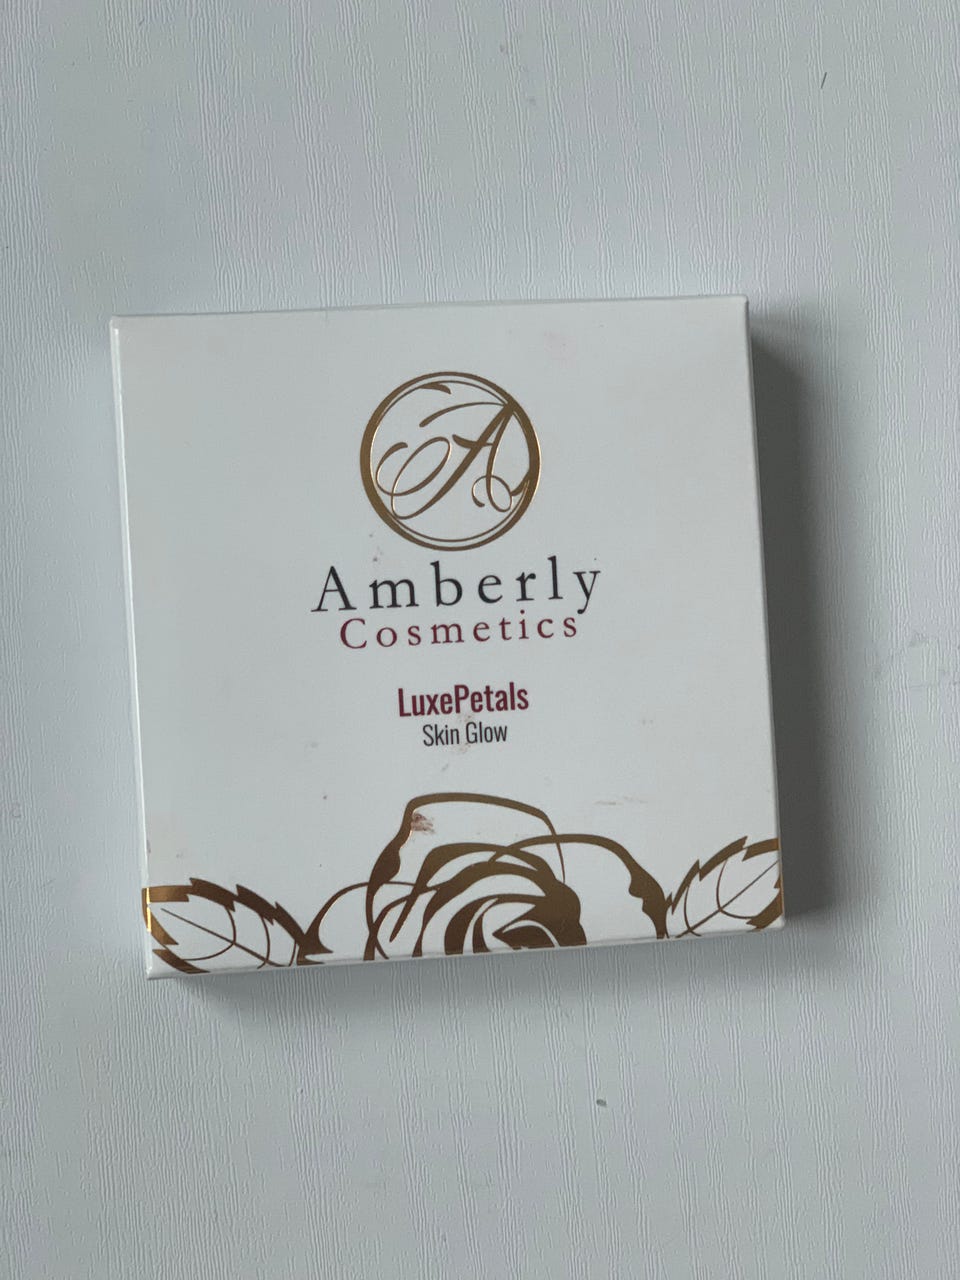 A
Amberly
Cosmetics
LuxePetals
Skin Glow